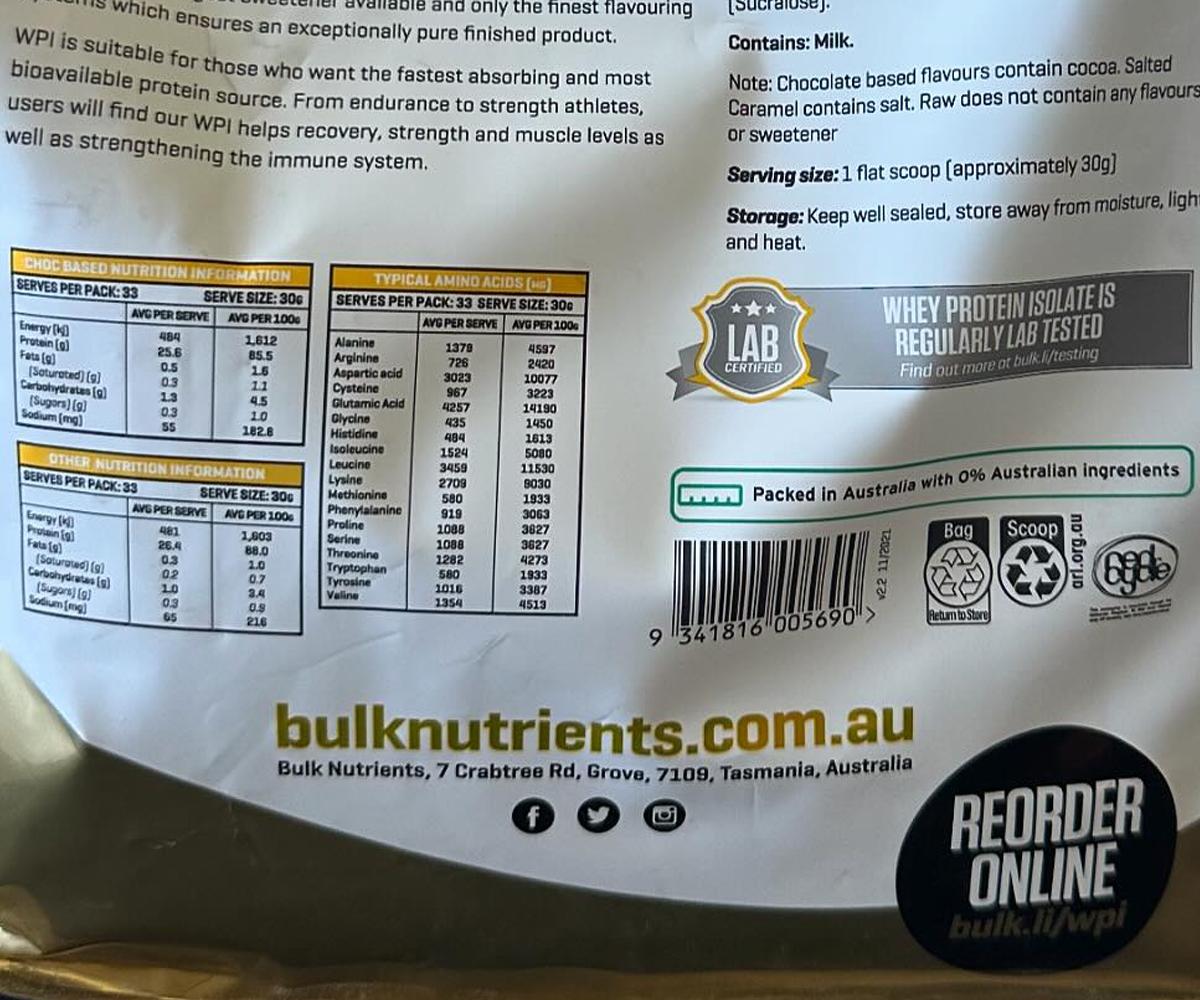 which ensures an exceptionally pure finished product.
available and only the finest flavouring
WPI is suitable for those who want the fastest absorbing and most
bioavailable protein source. From endurance to strength athletes,
users will find our WPI helps recovery, strength and muscle levels as
well as strengthening the immune system.
(Sucralose).
Contains: Milk.
Note: Chocolate based flavours contain cocoa. Salted
Caramel contains salt. Raw does not contain any flavours
or sweetener
Serving size: 1 flat scoop (approximately 30g)
Storage: Keep well sealed, store away from moisture,
and heat.
CHOC BASED NUTRITION INFORMATION
SERVES PER PACK: 33 SERVE SIZE: 30G
AVG PER SERVE AVG PER 100G
Energy (kj) 484 1,612
Protein (g) 25.6 85.5
Fats (g) 0.5 1.6
(Saturated) (g) 0.3 1.1
Carbohydrates (g) 1.3 4.5
(Sugars) (g) 0.3 1.0
Sodium (mg) 55 182.8
OTHER NUTRITION INFORMATION
SERVES PER PACK: 33 SERVE SIZE: 30G
AVG PER SERVE AVG PER 100G
Energy (kj) 481 1,603
Protein (g) 26.4 88.0
Fats (g) 0.3 1.0
(Saturated) (g) 0.2 0.7
Carbohydrates (g) 1.0 3.4
(Sugars) (g) 0.3 0.9
Sodium (mg) 65 216
TYPICAL AMINO ACIDS (MG)
SERVES PER PACK: 33 SERVE SIZE: 30G
AVG PER SERVE AVG PER 100G
Alanine 1379 4597
Arginine 726 2420
Aspartic acid 3023 10077
Cysteine 967 3223
Glutamic Acid 4257 14190
Glycine 435 1450
Histidine 484 1613
Isoleucine 1524 5080
Leucine 3459 11530
Lysine 2709 9030
Methionine 580 1933
Phenylalanine 919 3063
Proline 1088 3627
Serine 1088 3627
Threonine 1282 4273
Tryptophan 580 1933
Tyrosine 1016 3387
Valine 1354 4513
LAB
CERTIFIED
WHEY PROTEIN ISOLATE IS
REGULARLY LAB TESTED
Find out more at bulk.li/testing
Packed in Australia with 0% Australian ingredients
9 341816 005690 >
v2.2 11/2021
Bag
Return to Store
Scoop
arl.org.au
bulknutrients.com.au
Bulk Nutrients, 7 Crabtree Rd, Grove, 7109, Tasmania, Australia
REORDER
ONLINE
bulk.li/wpi